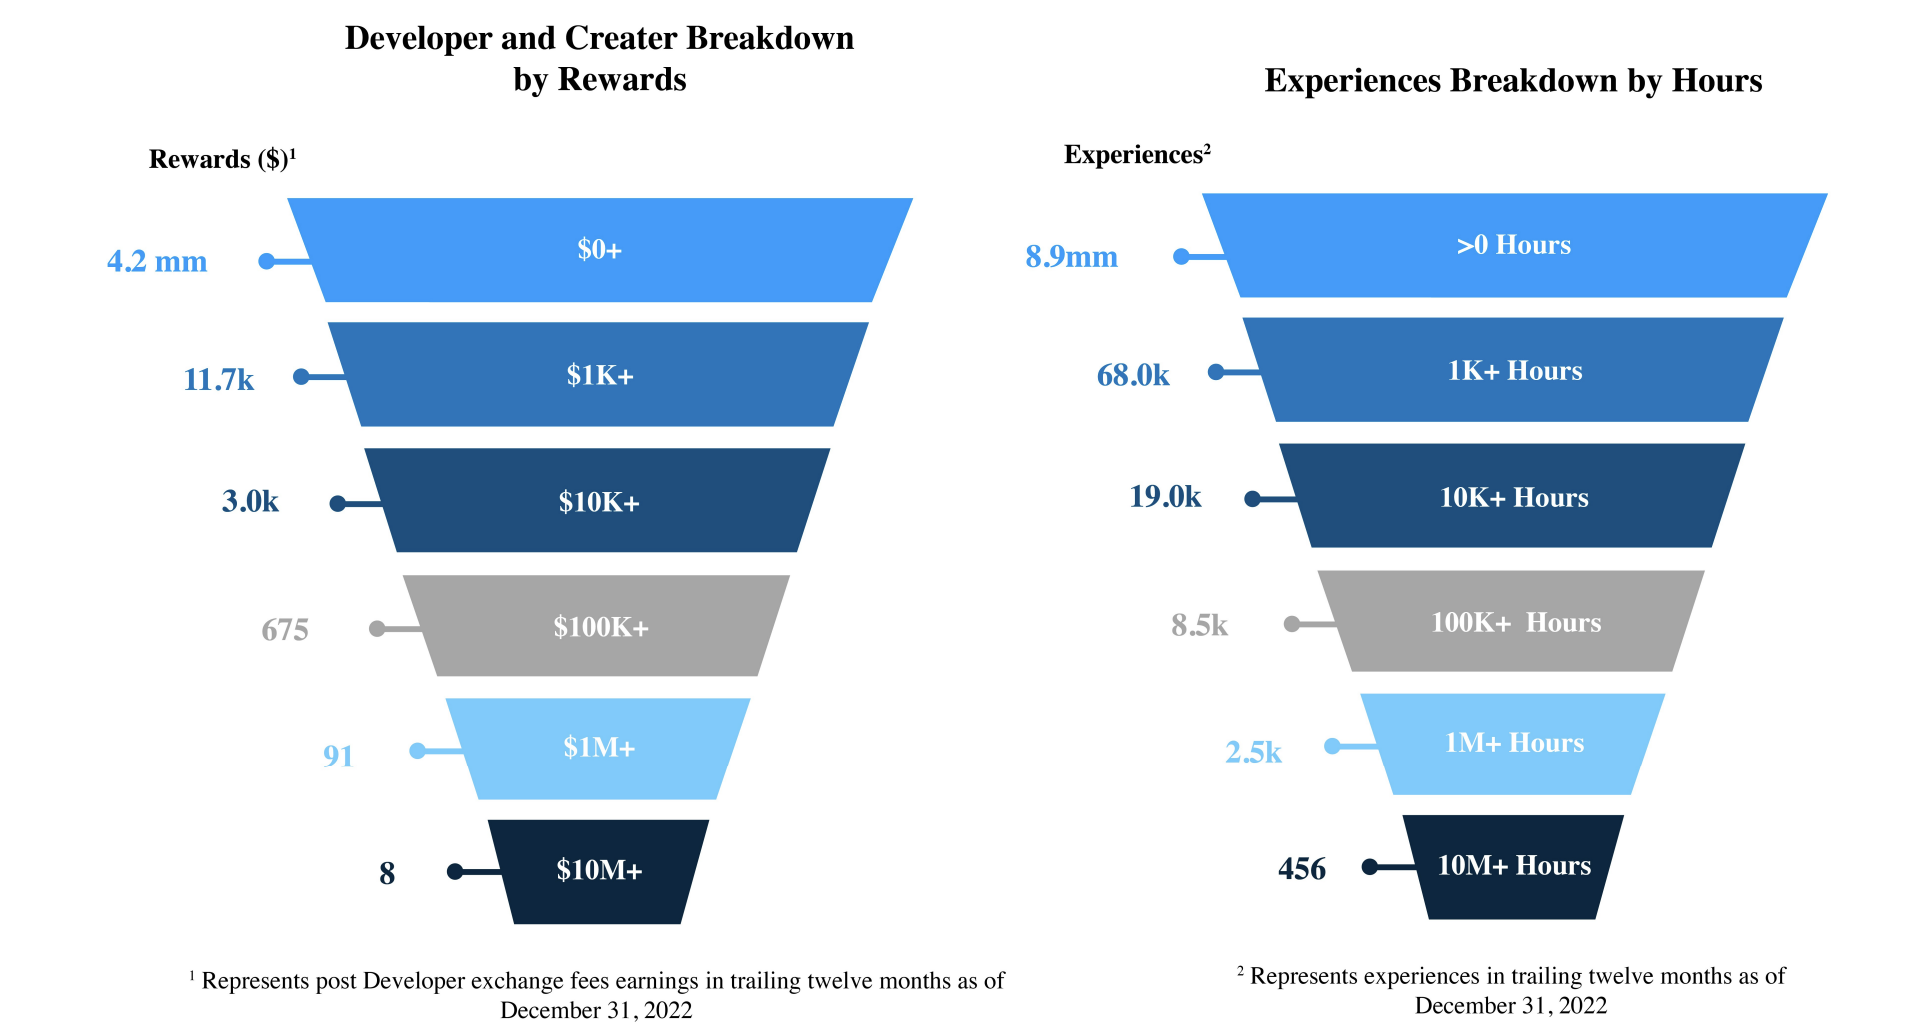 Developer and Creater Breakdown
by Rewards
Rewards ($)¹
4.2 mm
$0+
11.7k
$1K+
3.0k
$10K+
675
$100K+
91
$1M+
8
$10M+
¹ Represents post Developer exchange fees earnings in trailing twelve months as of
December 31, 2022
Experiences Breakdown by Hours
Experiences²
8.9mm
>0 Hours
68.0k
1K+ Hours
19.0k
10K+ Hours
8.5k
100K+ Hours
2.5k
1M+ Hours
456
10M+ Hours
² Represents experiences in trailing twelve months as of
December 31, 2022